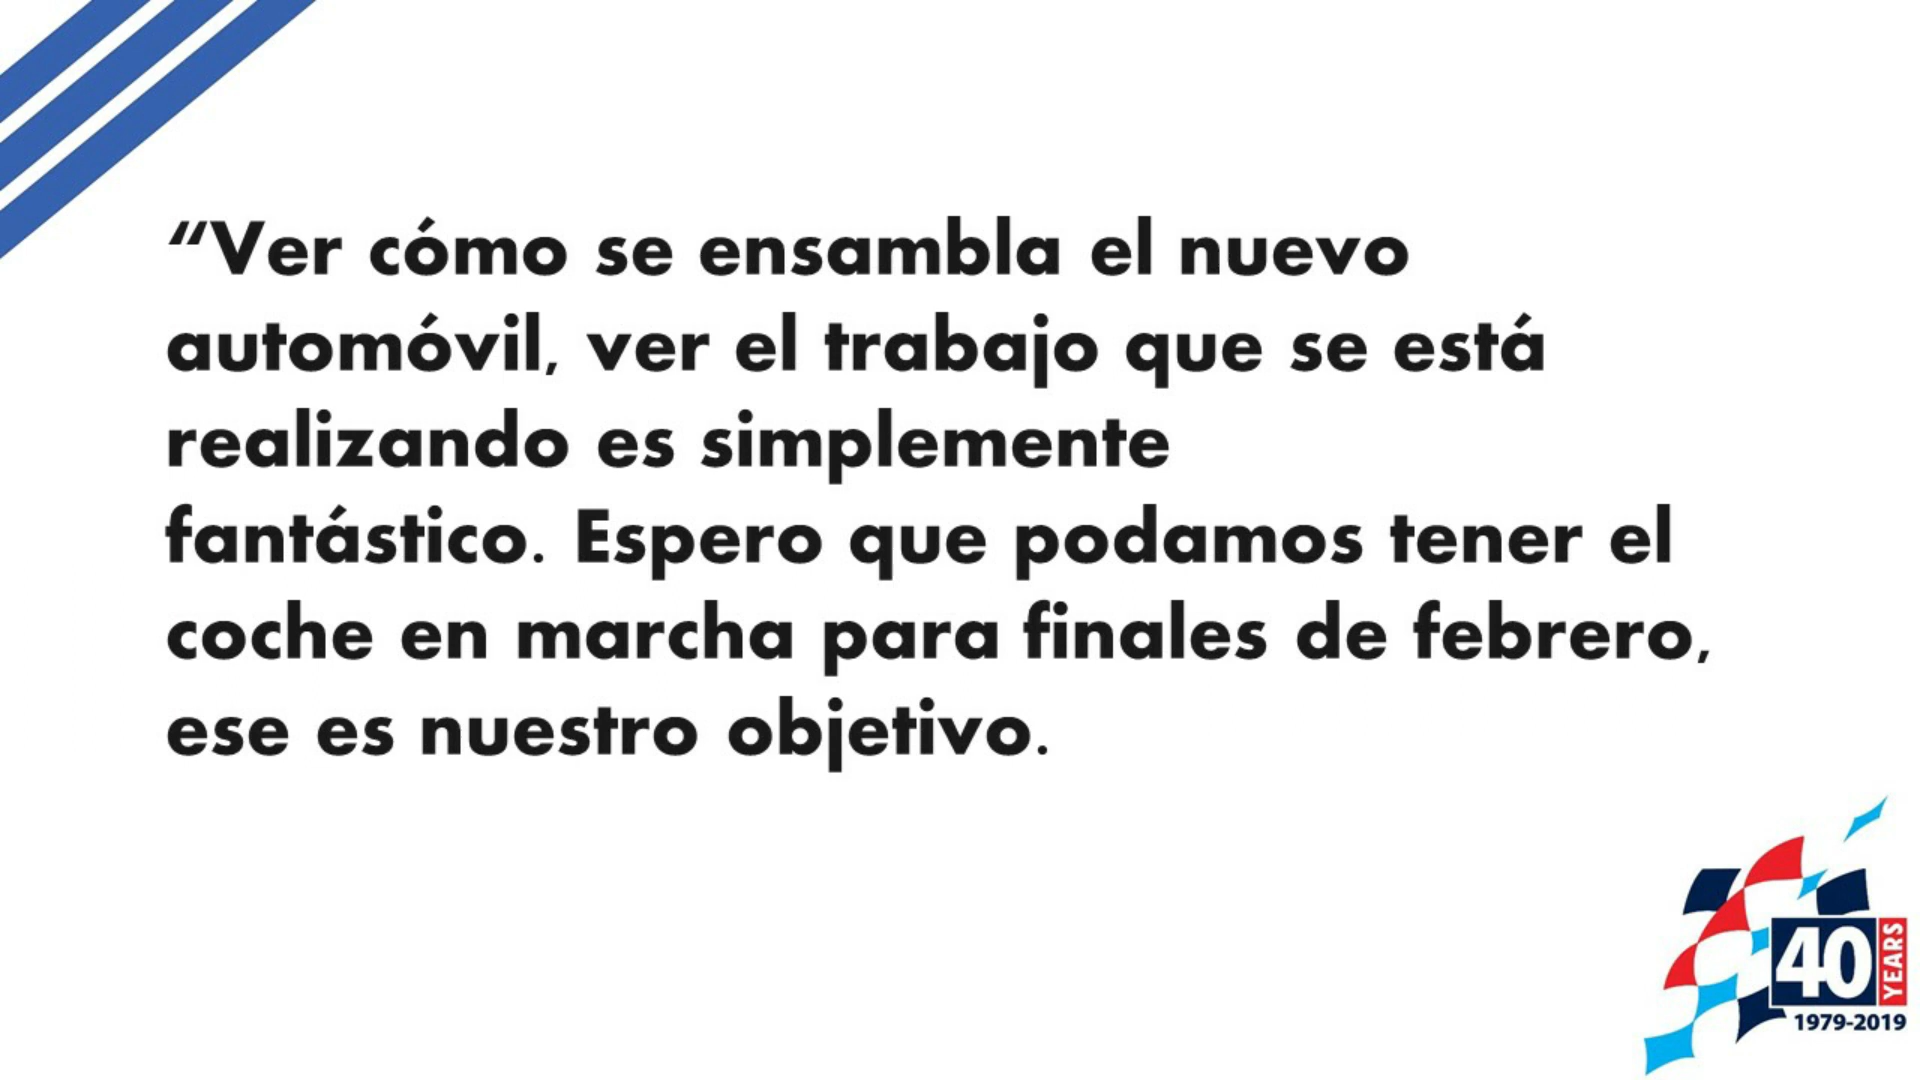 “Ver cómo se ensambla el nuevo
automóvil, ver el trabajo que se está
realizando es simplemente
fantástico. Espero que podamos tener el
coche en marcha para finales de febrero,
ese es nuestro objetivo.
40 YEARS
1979-2019